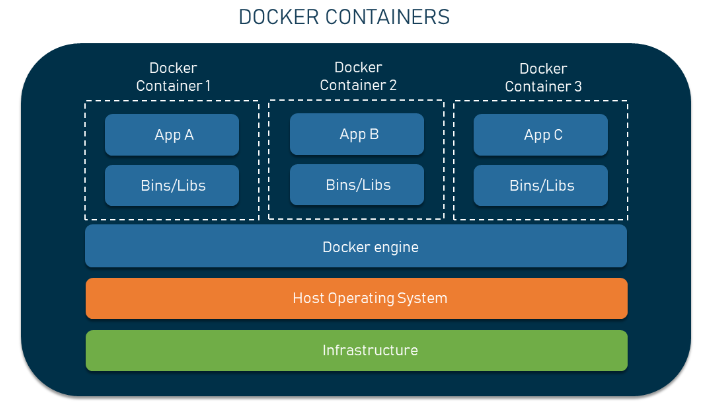 DOCKER CONTAINERS
Docker
Container 1
Docker
Container 2
Docker
Container 3
App A
App B
App C
Bins/Libs
Bins/Libs
Bins/Libs
Docker engine
Host Operating System
Infrastructure